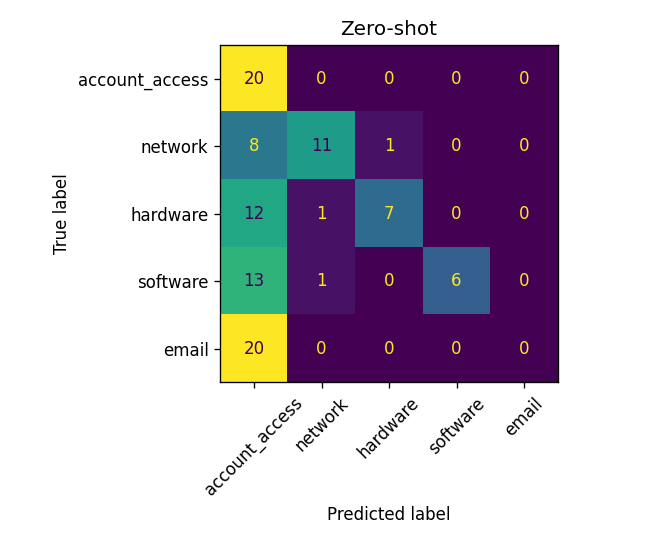 Zero-shot
True label
account_access 20 0 0 0 0
network 8 11 1 0 0
hardware 12 1 7 0 0
software 13 1 0 6 0
email 20 0 0 0 0
account_access network hardware software email
Predicted label